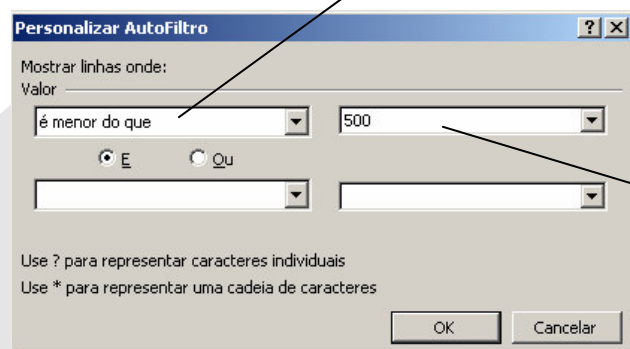 Personalizar AutoFiltro
Mostrar linhas onde:
Valor
é menor do que 500
E Ou
Use ? para representar caracteres individuais
Use * para representar uma cadeia de caracteres
OK Cancelar